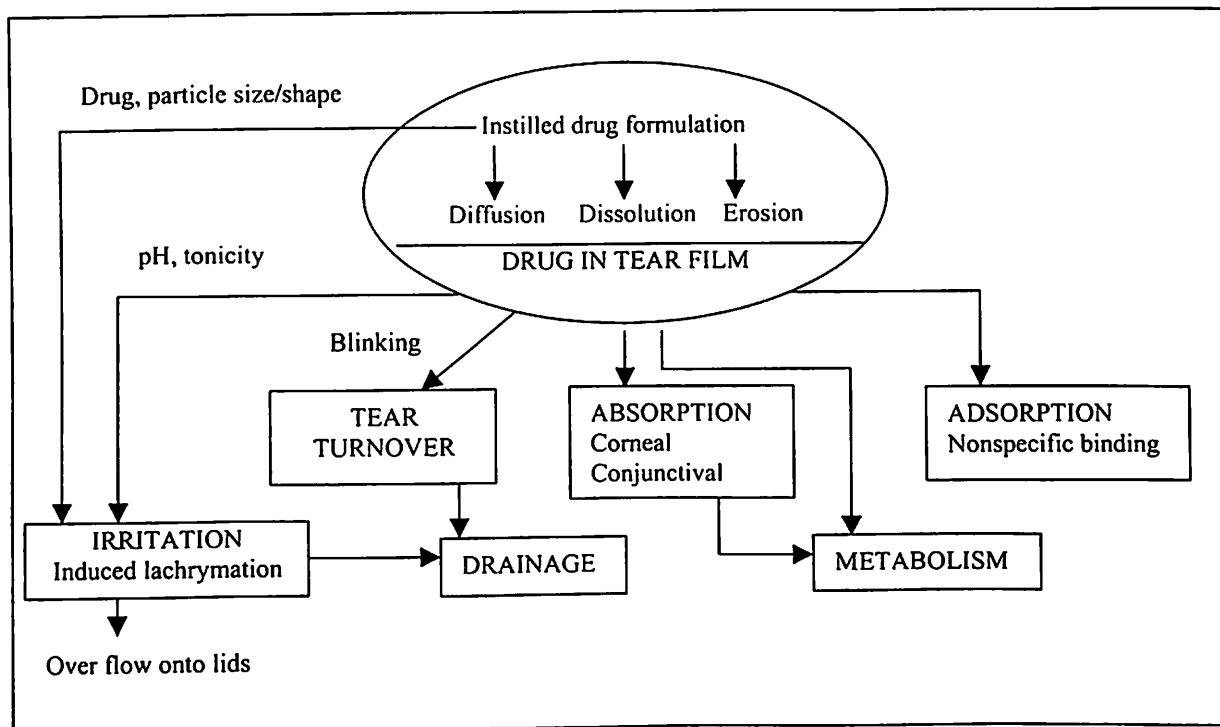 Drug, particle size/shape
Instilled drug formulation
Diffusion Dissolution Erosion
DRUG IN TEAR FILM
pH, tonicity
Blinking
TEAR
TURNOVER
ABSORPTION
Corneal
Conjunctival
ADSORPTION
Nonspecific binding
IRRITATION
Induced lachrymation
DRAINAGE
METABOLISM
Over flow onto lids